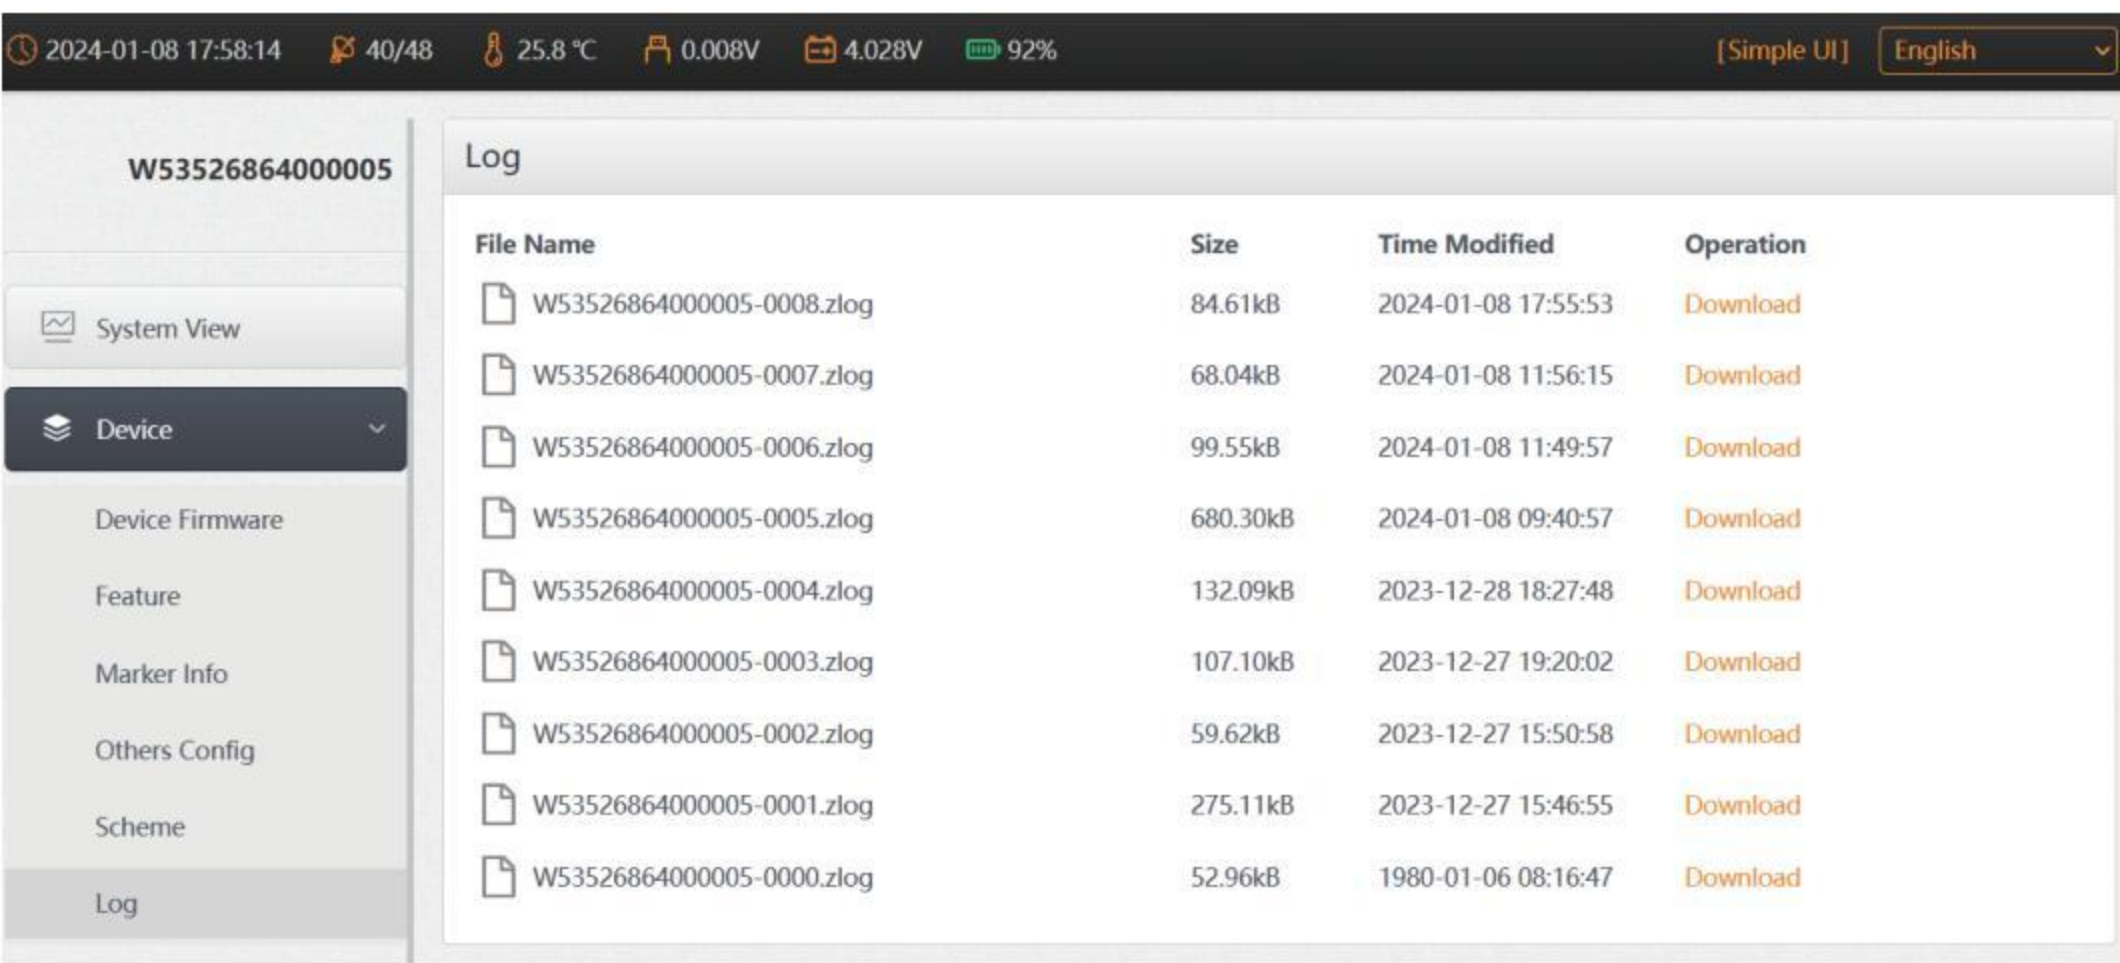 2024-01-08 17:58:14 40/48 25.8 ℃ 0.008V 4.028V 92% [Simple UI] English
W53526864000005
System View
Device
Device Firmware
Feature
Marker Info
Others Config
Scheme
Log
Log
File Name Size Time Modified Operation
W53526864000005-0008.zlog 84.61kB 2024-01-08 17:55:53 Download
W53526864000005-0007.zlog 68.04kB 2024-01-08 11:56:15 Download
W53526864000005-0006.zlog 99.55kB 2024-01-08 11:49:57 Download
W53526864000005-0005.zlog 680.30kB 2024-01-08 09:40:57 Download
W53526864000005-0004.zlog 132.09kB 2023-12-28 18:27:48 Download
W53526864000005-0003.zlog 107.10kB 2023-12-27 19:20:02 Download
W53526864000005-0002.zlog 59.62kB 2023-12-27 15:50:58 Download
W53526864000005-0001.zlog 275.11kB 2023-12-27 15:46:55 Download
W53526864000005-0000.zlog 52.96kB 1980-01-06 08:16:47 Download